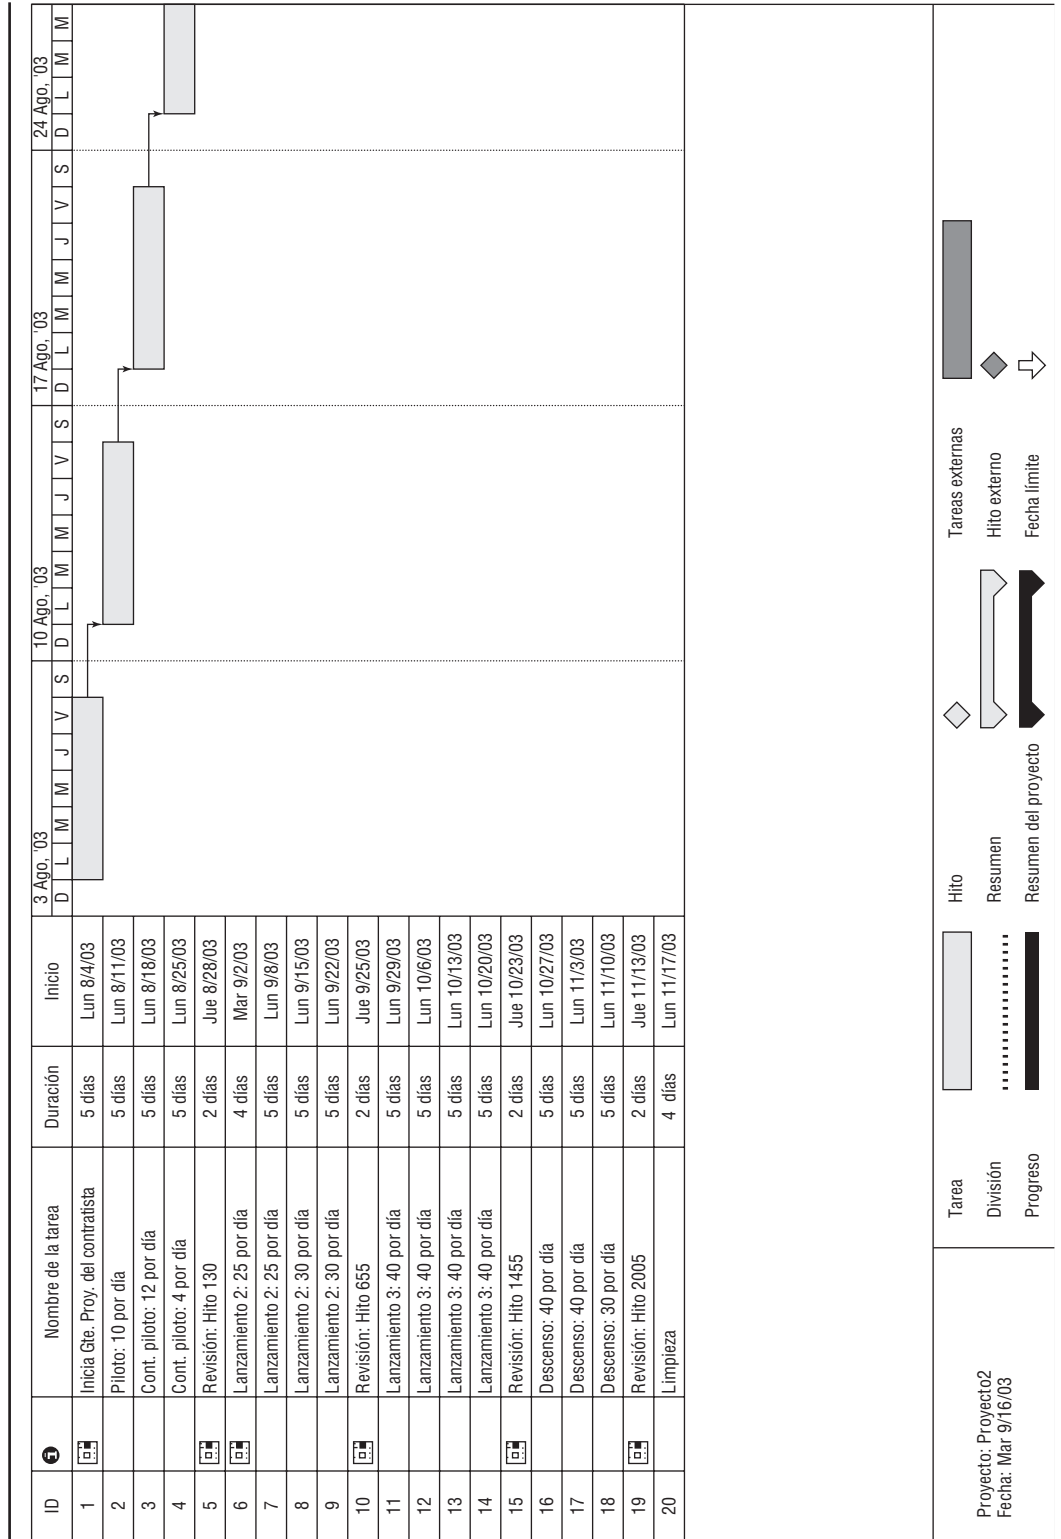 ID Nombre de la tarea Duración Inicio
3 Ago, '03 10 Ago, '03 17 Ago, '03 24 Ago, '03
D L M M J V S D L M M J V S D L M M J V S D L M M
1 Inicia Gte. Proy. del contratista 5 días Lun 8/4/03
2 Piloto: 10 por día 5 días Lun 8/11/03
3 Cont. piloto: 12 por día 5 días Lun 8/18/03
4 Cont. piloto: 4 por día 5 días Lun 8/25/03
5 Revisión: Hito 130 2 días Jue 8/28/03
6 Lanzamiento 2: 25 por día 4 días Mar 9/2/03
7 Lanzamiento 2: 25 por día 5 días Lun 9/8/03
8 Lanzamiento 2: 30 por día 5 días Lun 9/15/03
9 Lanzamiento 2: 30 por día 5 días Lun 9/22/03
10 Revisión: Hito 655 2 días Jue 9/25/03
11 Lanzamiento 3: 40 por día 5 días Lun 9/29/03
12 Lanzamiento 3: 40 por día 5 días Lun 10/6/03
13 Lanzamiento 3: 40 por día 5 días Lun 10/13/03
14 Lanzamiento 3: 40 por día 5 días Lun 10/20/03
15 Revisión: Hito 1455 2 días Jue 10/23/03
16 Descenso: 40 por día 5 días Lun 10/27/03
17 Descenso: 40 por día 5 días Lun 11/3/03
18 Descenso: 30 por día 5 días Lun 11/10/03
19 Revisión: Hito 2005 2 días Jue 11/13/03
20 Limpieza 4 días Lun 11/17/03
Proyecto: Proyecto2
Fecha: Mar 9/16/03
Tarea Hito Tareas externas
División Resumen Hito externo
Progreso Resumen del proyecto Fecha límite